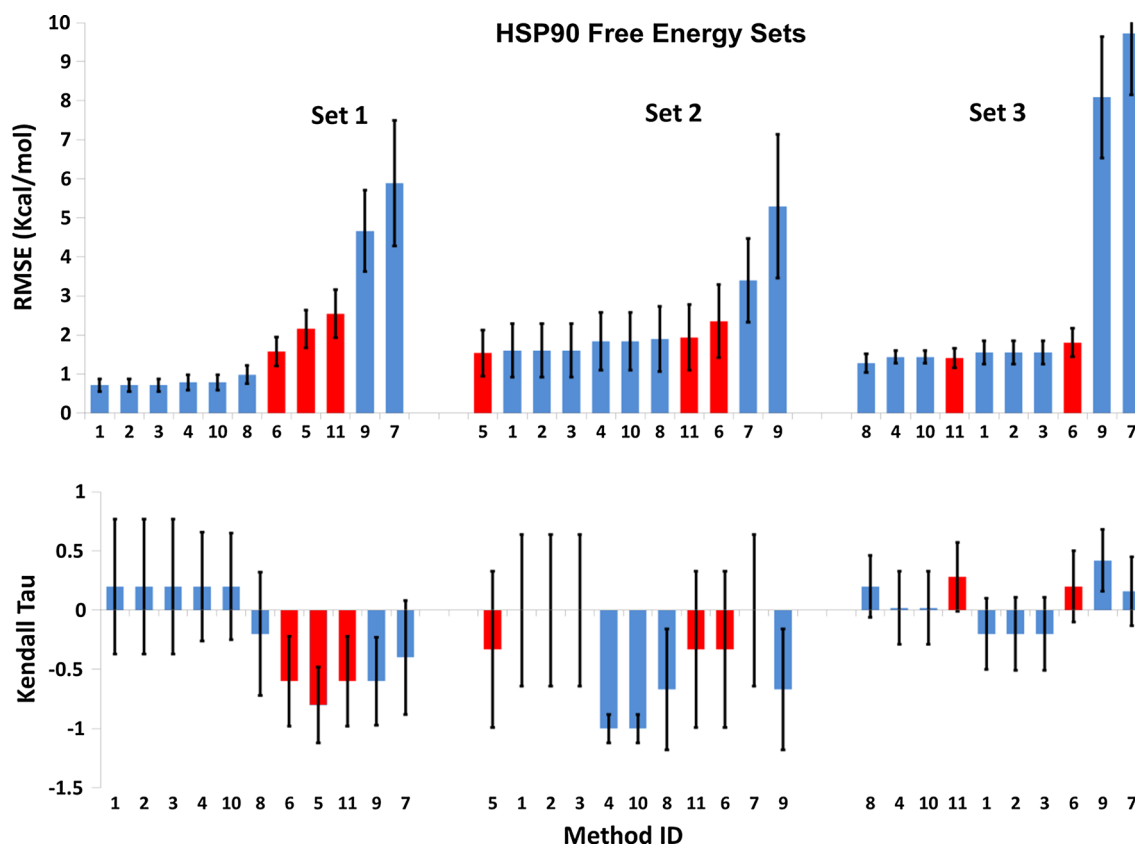 HSP90 Free Energy Sets
Set 1 Set 2 Set 3
RMSE (Kcal/mol)
10
9
8
7
6
5
4
3
2
1
0
1 2 3 4 10 8 6 5 11 9 7 5 1 2 3 4 10 8 11 6 7 9 8 4 10 11 1 2 3 6 9 7
Kendall Tau
1
0.5
0
-0.5
-1
-1.5
1 2 3 4 10 8 6 5 11 9 7 5 1 2 3 4 10 8 11 6 7 9 8 4 10 11 1 2 3 6 9 7
Method ID